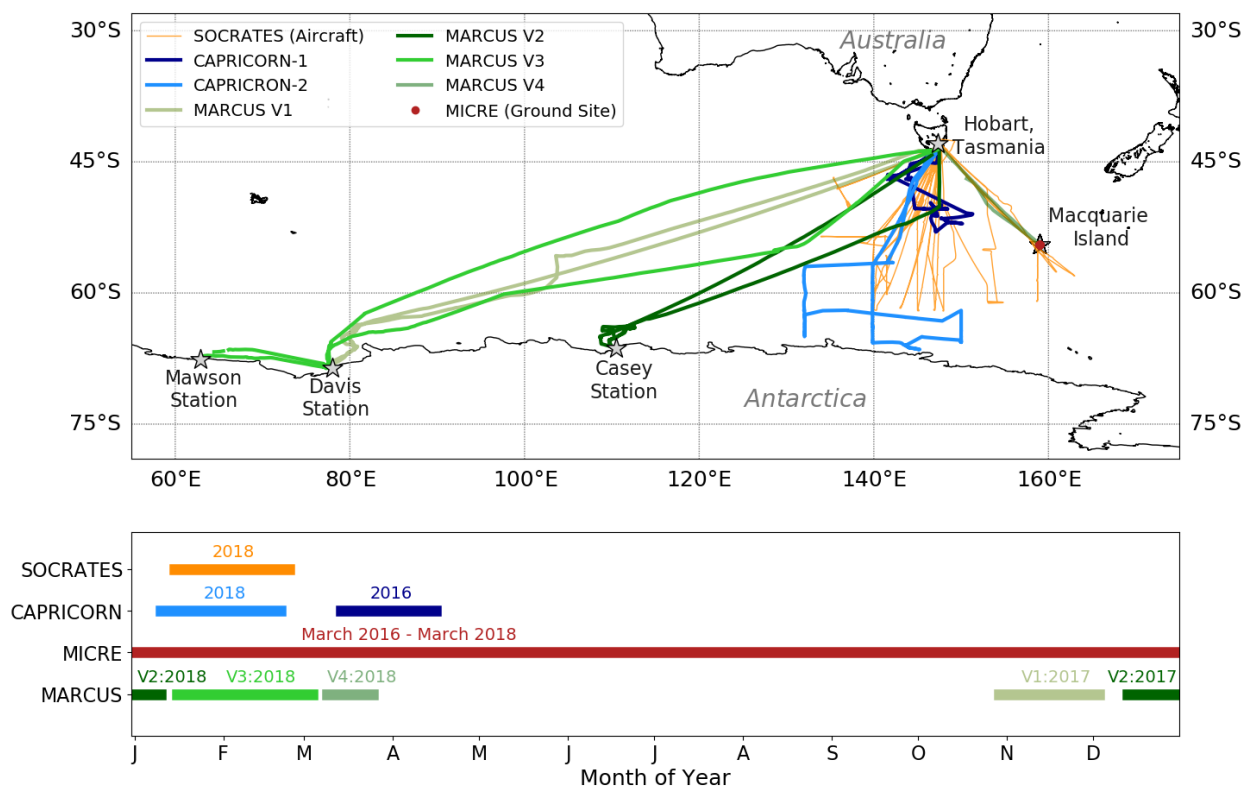 30°S
30°S
SOCRATES (Aircraft)
CAPRICORN-1
CAPRICRON-2
MARCUS V1
MARCUS V2
MARCUS V3
MARCUS V4
MICRE (Ground Site)
Australia
Hobart,
Tasmania
45°S
45°S
Macquarie
Island
60°S
60°S
Mawson
Station
Davis
Station
Casey
Station
Antarctica
75°S
75°S
60°E
80°E
100°E
120°E
140°E
160°E
SOCRATES
2018
CAPRICORN
2018
2016
MICRE
March 2016 - March 2018
MARCUS
V2:2018
V3:2018
V4:2018
V1:2017
V2:2017
J
F
M
A
M
J
J
A
S
O
N
D
Month of Year